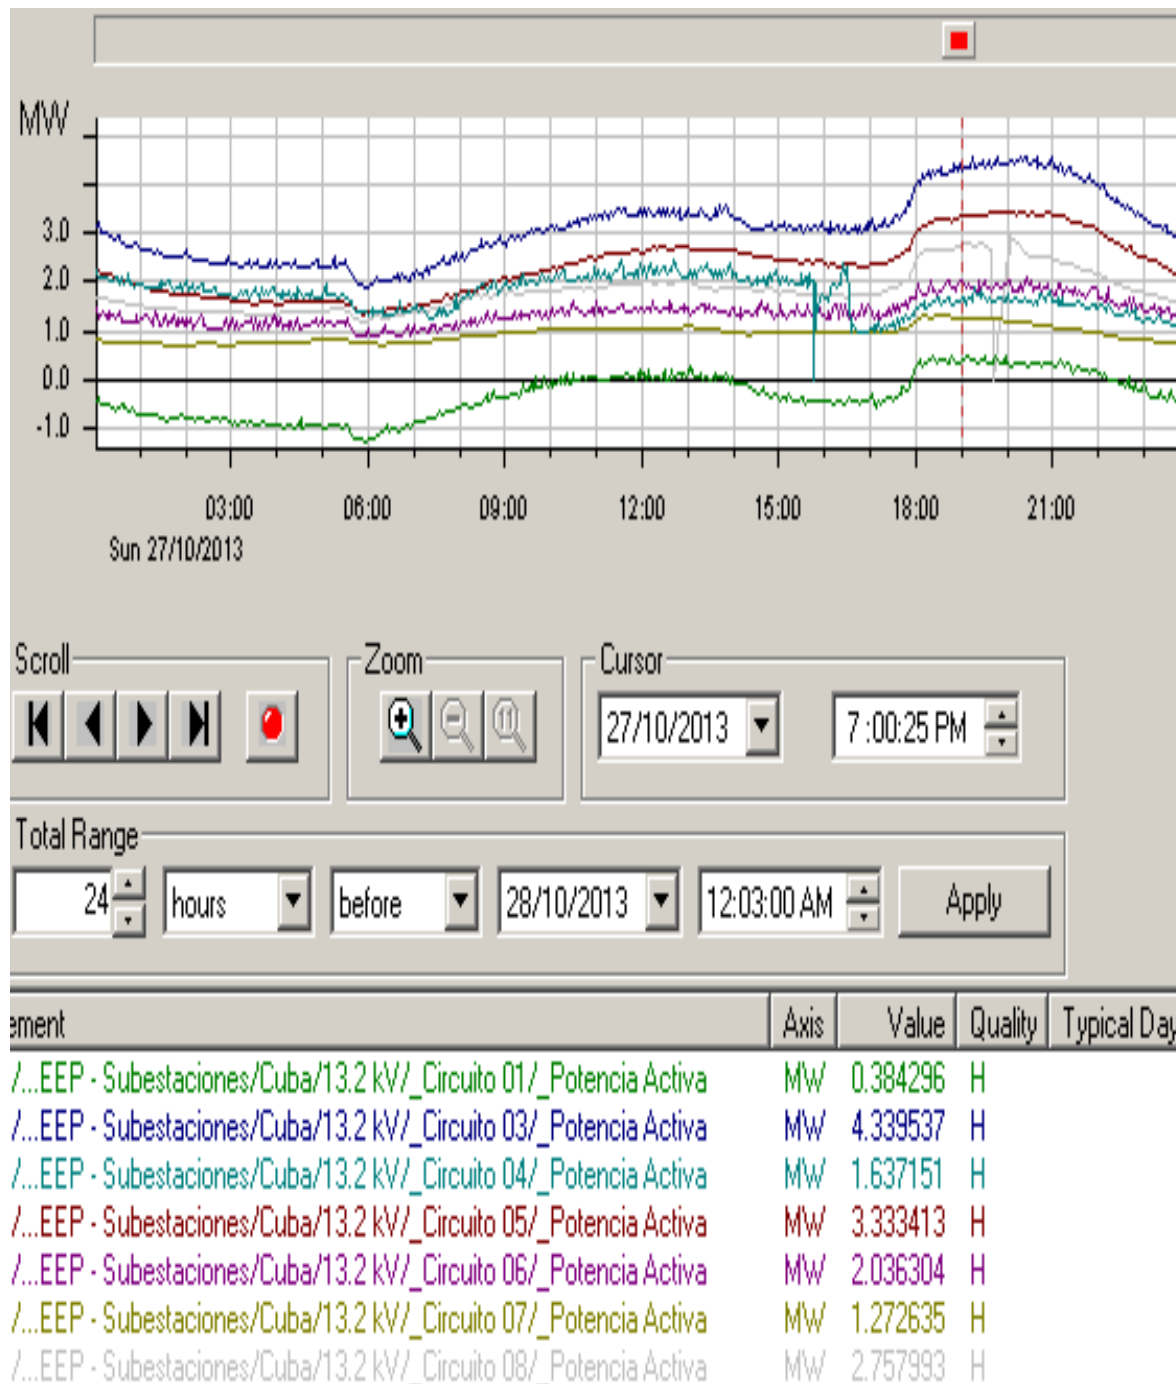 MW
3.0
2.0
1.0
0.0
-1.0
03:00 06:00 09:00 12:00 15:00 18:00 21:00
Sun 27/10/2013
Scroll Zoom Cursor
27/10/2013 7 :00:25 PM
Total Range
24 hours before 28/10/2013 12:03:00 AM Apply
ement Axis Value Quality Typical Day
/...EEP - Subestaciones/Cuba/13.2 kV/_Circuito 01/_Potencia Activa MW 0.384296 H
/...EEP - Subestaciones/Cuba/13.2 kV/_Circuito 03/_Potencia Activa MW 4.339537 H
/...EEP - Subestaciones/Cuba/13.2 kV/_Circuito 04/_Potencia Activa MW 1.637151 H
/...EEP - Subestaciones/Cuba/13.2 kV/_Circuito 05/_Potencia Activa MW 3.333413 H
/...EEP - Subestaciones/Cuba/13.2 kV/_Circuito 06/_Potencia Activa MW 2.036304 H
/...EEP - Subestaciones/Cuba/13.2 kV/_Circuito 07/_Potencia Activa MW 1.272635 H
/...EEP - Subestaciones/Cuba/13.2 kV/_Circuito 08/_Potencia Activa MW 2.757993 H